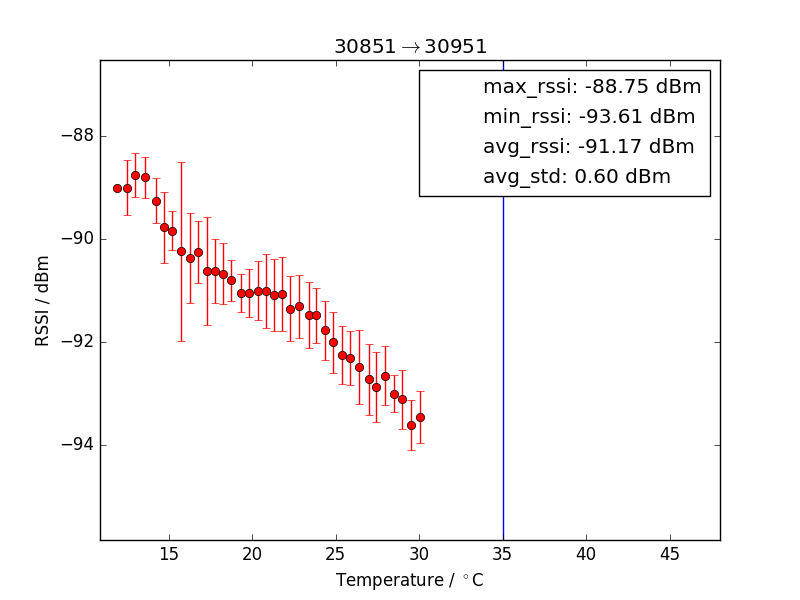 30851→30951
max_rssi: -88.75 dBm
min_rssi: -93.61 dBm
avg_rssi: -91.17 dBm
avg_std: 0.60 dBm
−88
−90
−92
−94
RSSI / dBm
15 20 25 30 35 40 45
Temperature / °C